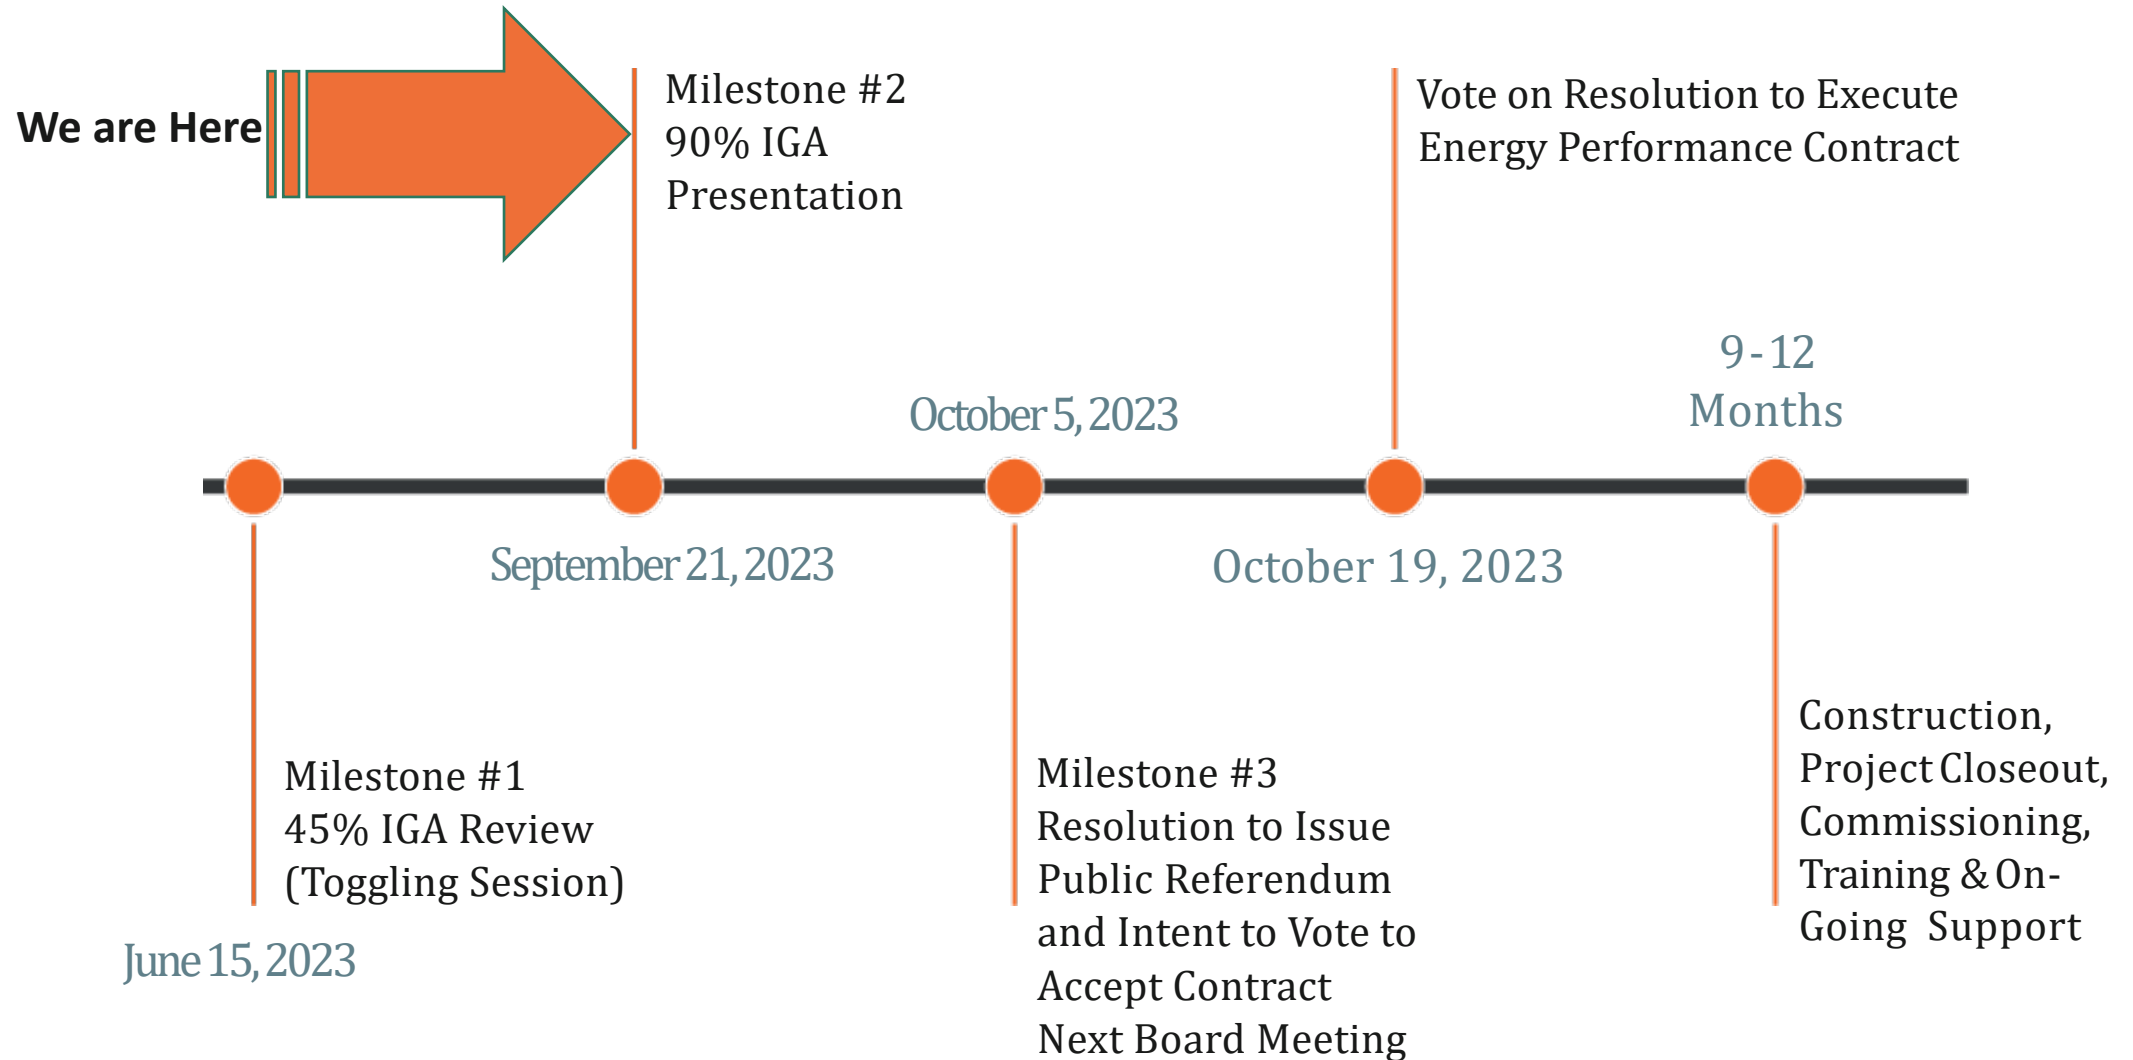 We are Here
Milestone #2
90% IGA
Presentation
Vote on Resolution to Execute
Energy Performance Contract
9-12
Months
October 5, 2023
September 21, 2023
October 19, 2023
Milestone #1
45% IGA Review
(Toggling Session)
June 15, 2023
Milestone #3
Resolution to Issue
Public Referendum
and Intent to Vote to
Accept Contract
Next Board Meeting
Construction,
Project Closeout,
Commissioning,
Training & On-
Going Support